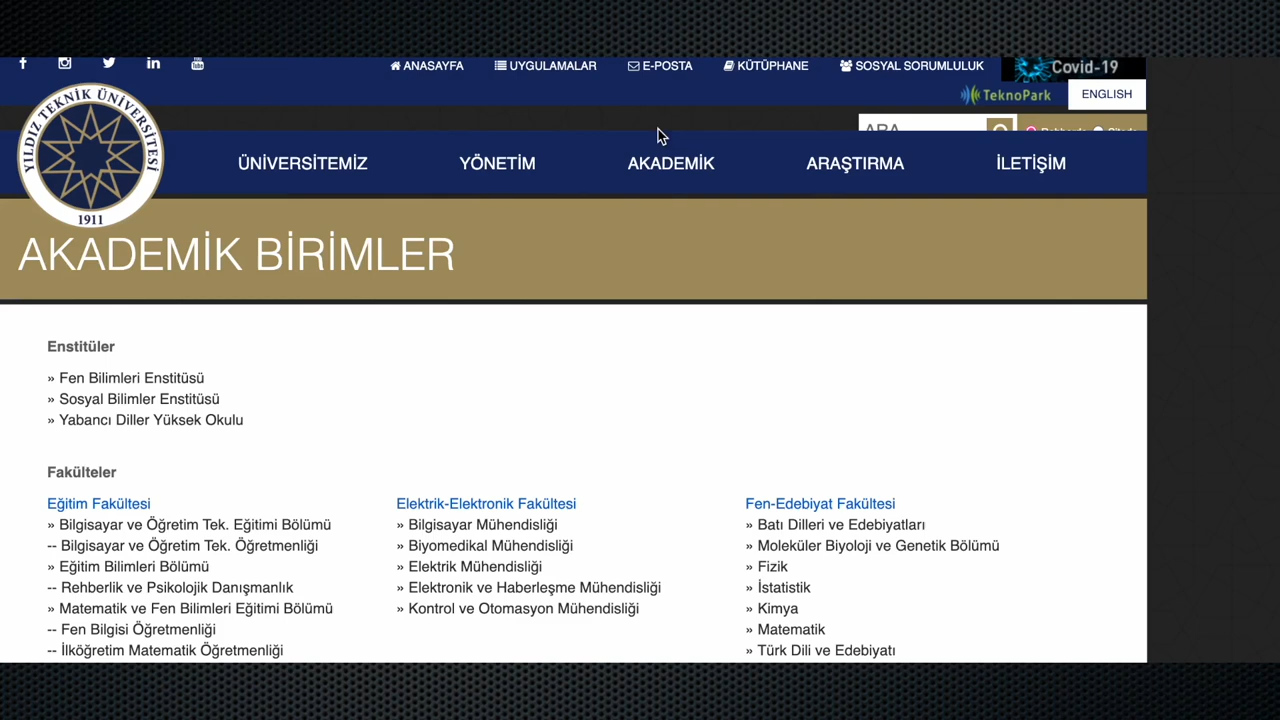 ANASAYFA UYGULAMALAR E-POSTA KÜTÜPHANE SOSYAL SORUMLULUK Covid-19
TeknoPark ENGLISH
YILDIZ TEKNİK ÜNİVERSİTESİ
1911
ARA Rehberde Sitede
ÜNİVERSİTEMİZ YÖNETİM AKADEMİK ARAŞTIRMA İLETİŞİM
AKADEMİK BİRİMLER
Enstitüler
» Fen Bilimleri Enstitüsü
» Sosyal Bilimler Enstitüsü
» Yabancı Diller Yüksek Okulu
Fakülteler
Eğitim Fakültesi
» Bilgisayar ve Öğretim Tek. Eğitimi Bölümü
-- Bilgisayar ve Öğretim Tek. Öğretmenliği
» Eğitim Bilimleri Bölümü
-- Rehberlik ve Psikolojik Danışmanlık
» Matematik ve Fen Bilimleri Eğitimi Bölümü
-- Fen Bilgisi Öğretmenliği
-- İlköğretim Matematik Öğretmenliği
Elektrik-Elektronik Fakültesi
» Bilgisayar Mühendisliği
» Biyomedikal Mühendisliği
» Elektrik Mühendisliği
» Elektronik ve Haberleşme Mühendisliği
» Kontrol ve Otomasyon Mühendisliği
Fen-Edebiyat Fakültesi
» Batı Dilleri ve Edebiyatları
» Moleküler Biyoloji ve Genetik Bölümü
» Fizik
» İstatistik
» Kimya
» Matematik
» Türk Dili ve Edebiyatı